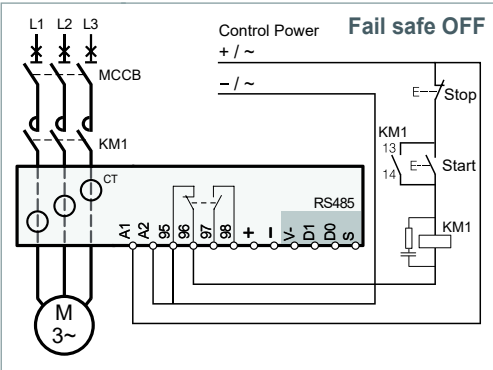 L1 L2 L3
Control Power
Fail safe OFF
+ / ~
MCCB
− / ~
E Stop
KM1
KM1
13
14
E Start
CT
RS485
KM1
A1 A2 95 96 97 98 + − V- D1 D0 S
M
3~